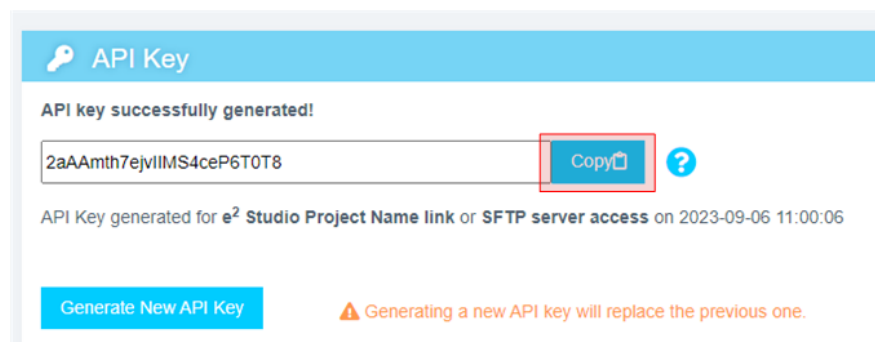 API Key
API key successfully generated!
2aAAmth7ejvIIMS4ceP6T0T8
Copy
API Key generated for e² Studio Project Name link or SFTP server access on 2023-09-06 11:00:06
Generate New API Key
Generating a new API key will replace the previous one.